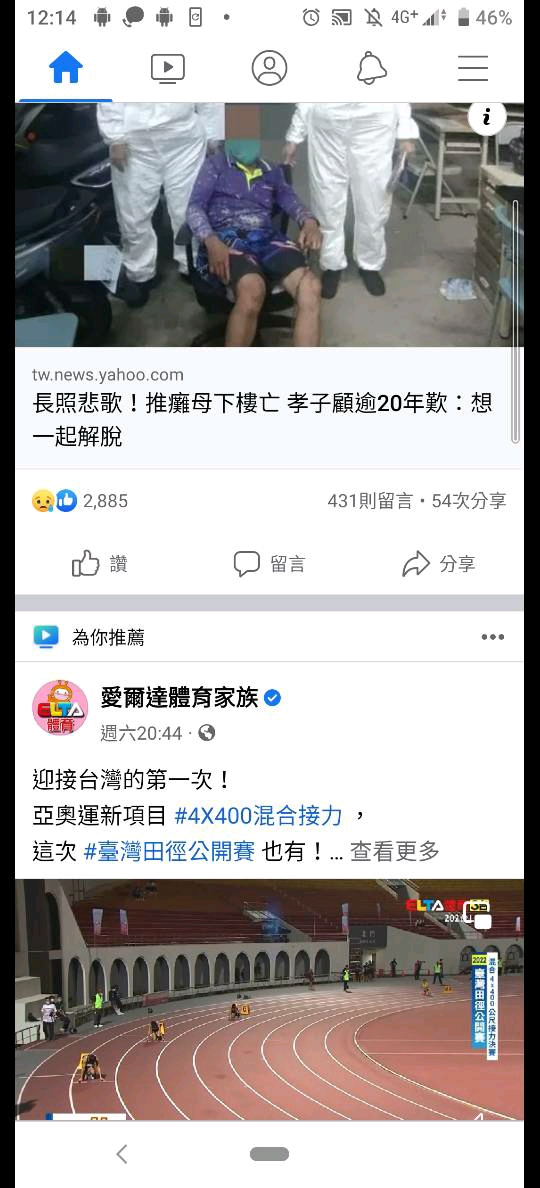 12:14
4G+
46%
i
tw.news.yahoo.com
長照悲歌！推癱母下樓亡 孝子顧逾20年歎：想
一起解脫
2,885
431則留言・54次分享
讚
留言
分享
為你推薦
ELTA
體育
愛爾達體育家族
週六20:44
迎接台灣的第一次！
亞奧運新項目 #4X400混合接力 ，
這次 #臺灣田徑公開賽 也有！... 查看更多
ELTA
2022
臺灣田徑公開賽
混合4x400公尺接力決賽